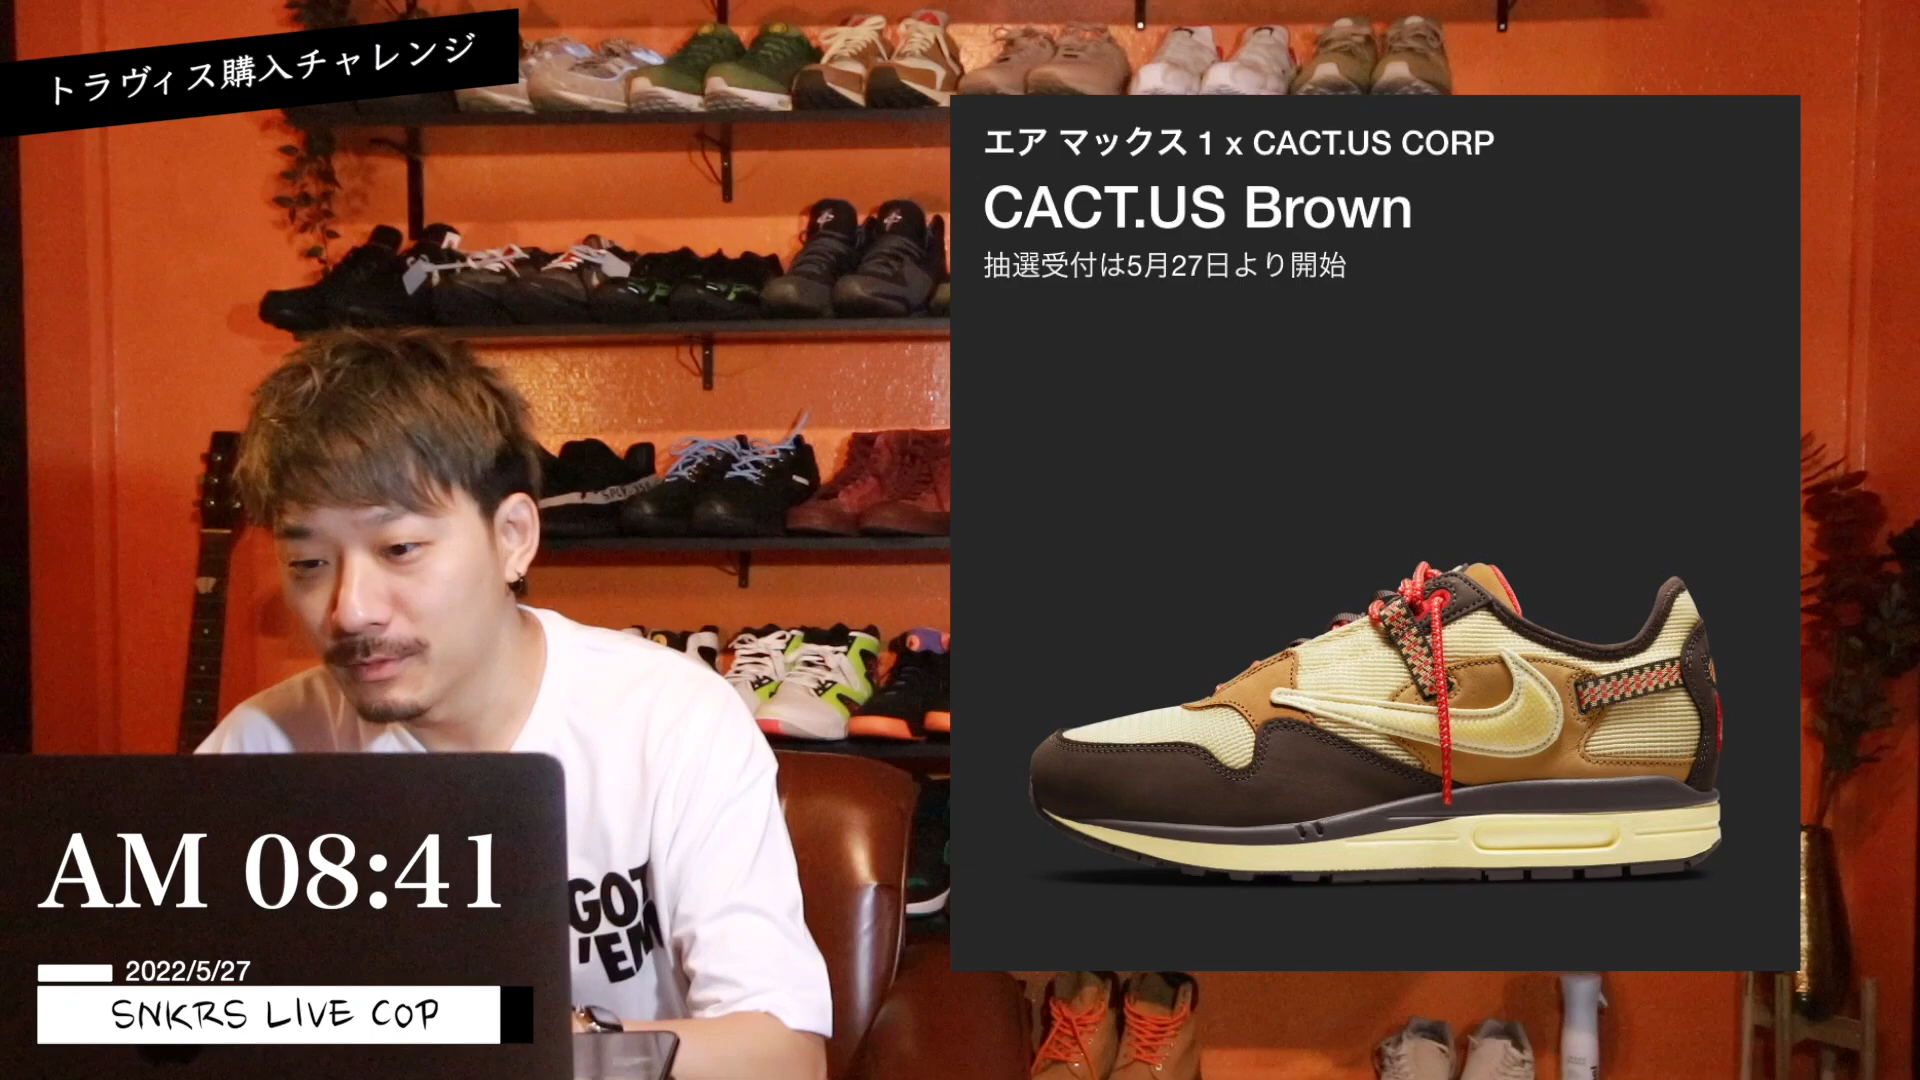 トラヴィス購入チャレンジ
エア マックス 1 x CACT.US CORP
CACT.US Brown
抽選受付は5月27日より開始
GOT
'EM
AM 08:41
2022/5/27
SNKRS LIVE COP